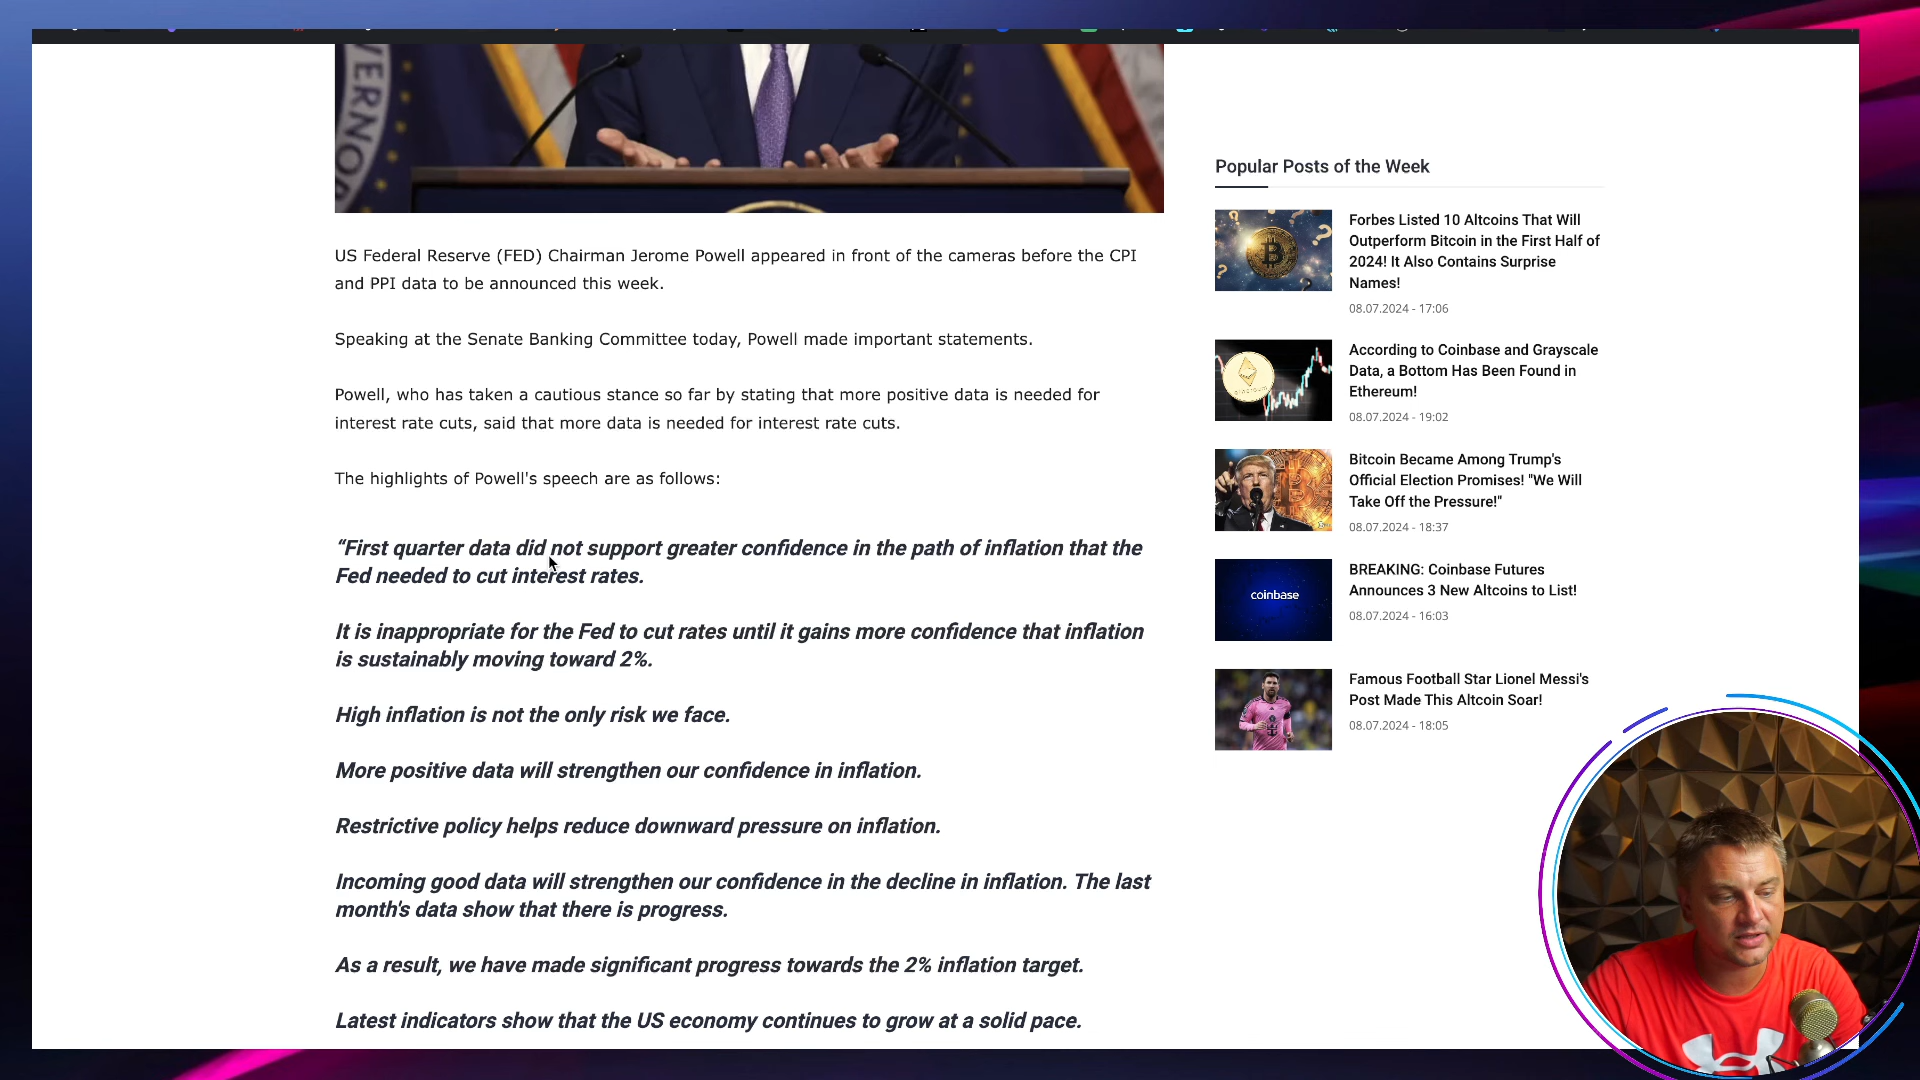 VERNOR
US Federal Reserve (FED) Chairman Jerome Powell appeared in front of the cameras before the CPI
and PPI data to be announced this week.
Speaking at the Senate Banking Committee today, Powell made important statements.
Powell, who has taken a cautious stance so far by stating that more positive data is needed for
interest rate cuts, said that more data is needed for interest rate cuts.
The highlights of Powell's speech are as follows:
“First quarter data did not support greater confidence in the path of inflation that the
Fed needed to cut interest rates.
It is inappropriate for the Fed to cut rates until it gains more confidence that inflation
is sustainably moving toward 2%.
High inflation is not the only risk we face.
More positive data will strengthen our confidence in inflation.
Restrictive policy helps reduce downward pressure on inflation.
Incoming good data will strengthen our confidence in the decline in inflation. The last
month's data show that there is progress.
As a result, we have made significant progress towards the 2% inflation target.
Latest indicators show that the US economy continues to grow at a solid pace.
Popular Posts of the Week
Forbes Listed 10 Altcoins That Will
Outperform Bitcoin in the First Half of
2024! It Also Contains Surprise
Names!
08.07.2024 - 17:06
According to Coinbase and Grayscale
Data, a Bottom Has Been Found in
Ethereum!
08.07.2024 - 19:02
Bitcoin Became Among Trump's
Official Election Promises! "We Will
Take Off the Pressure!"
08.07.2024 - 18:37
coinbase
BREAKING: Coinbase Futures
Announces 3 New Altcoins to List!
08.07.2024 - 16:03
Famous Football Star Lionel Messi's
Post Made This Altcoin Soar!
08.07.2024 - 18:05